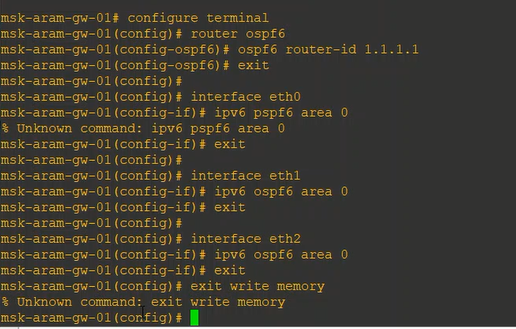 msk-aram-gw-01# configure terminal
msk-aram-gw-01(config)# router ospf6
msk-aram-gw-01(config-ospf6)# ospf6 router-id 1.1.1.1
msk-aram-gw-01(config-ospf6)# exit
msk-aram-gw-01(config)#
msk-aram-gw-01(config)# interface eth0
msk-aram-gw-01(config-if)# ipv6 pspf6 area 0
% Unknown command: ipv6 pspf6 area 0
msk-aram-gw-01(config-if)# exit
msk-aram-gw-01(config)#
msk-aram-gw-01(config)# interface eth1
msk-aram-gw-01(config-if)# ipv6 ospf6 area 0
msk-aram-gw-01(config-if)# exit
msk-aram-gw-01(config)#
msk-aram-gw-01(config)# interface eth2
msk-aram-gw-01(config-if)# ipv6 ospf6 area 0
msk-aram-gw-01(config-if)# exit
msk-aram-gw-01(config)# exit write memory
% Unknown command: exit write memory
msk-aram-gw-01(config)#